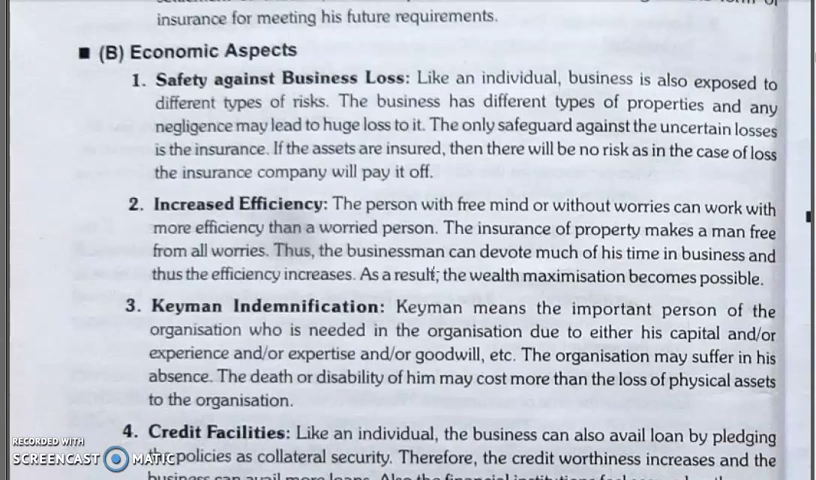 insurance for meeting his future requirements.
■ (B) Economic Aspects
1. Safety against Business Loss: Like an individual, business is also exposed to
different types of risks. The business has different types of properties and any
negligence may lead to huge loss to it. The only safeguard against the uncertain losses
is the insurance. If the assets are insured, then there will be no risk as in the case of loss
the insurance company will pay it off.
2. Increased Efficiency: The person with free mind or without worries can work with
more efficiency than a worried person. The insurance of property makes a man free
from all worries. Thus, the businessman can devote much of his time in business and
thus the efficiency increases. As a result, the wealth maximisation becomes possible.
3. Keyman Indemnification: Keyman means the important person of the
organisation who is needed in the organisation due to either his capital and/or
experience and/or expertise and/or goodwill, etc. The organisation may suffer in his
absence. The death or disability of him may cost more than the loss of physical assets
to the organisation.
4. Credit Facilities: Like an individual, the business can also avail loan by pledging
the policies as collateral security. Therefore, the credit worthiness increases and the
business can avail more loans. Also the financial institutions feel
RECORDED WITH
SCREENCAST MATIC